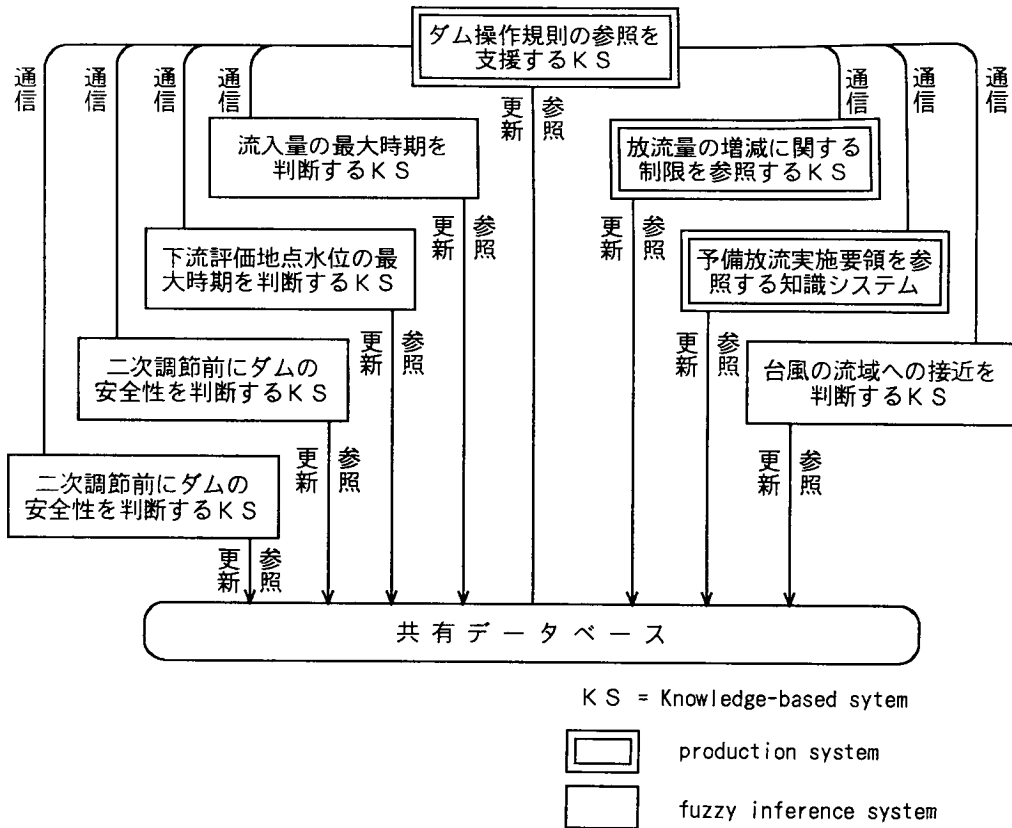 ダム操作規則の参照を
支援するKS
通信
通信
通信
通信
通信
通信
通信
更新
参照
流入量の最大時期を
判断するKS
放流量の増減に関する
制限を参照するKS
更新
参照
更新
参照
下流評価地点水位の最
大時期を判断するKS
予備放流実施要領を参
照する知識システム
更新
参照
更新
参照
二次調節前にダムの
安全性を判断するKS
台風の流域への接近を
判断するKS
更新
参照
更新
参照
二次調節前にダムの
安全性を判断するKS
更新
参照
共有データベース
KS = Knowledge-based sytem
production system
fuzzy inference system